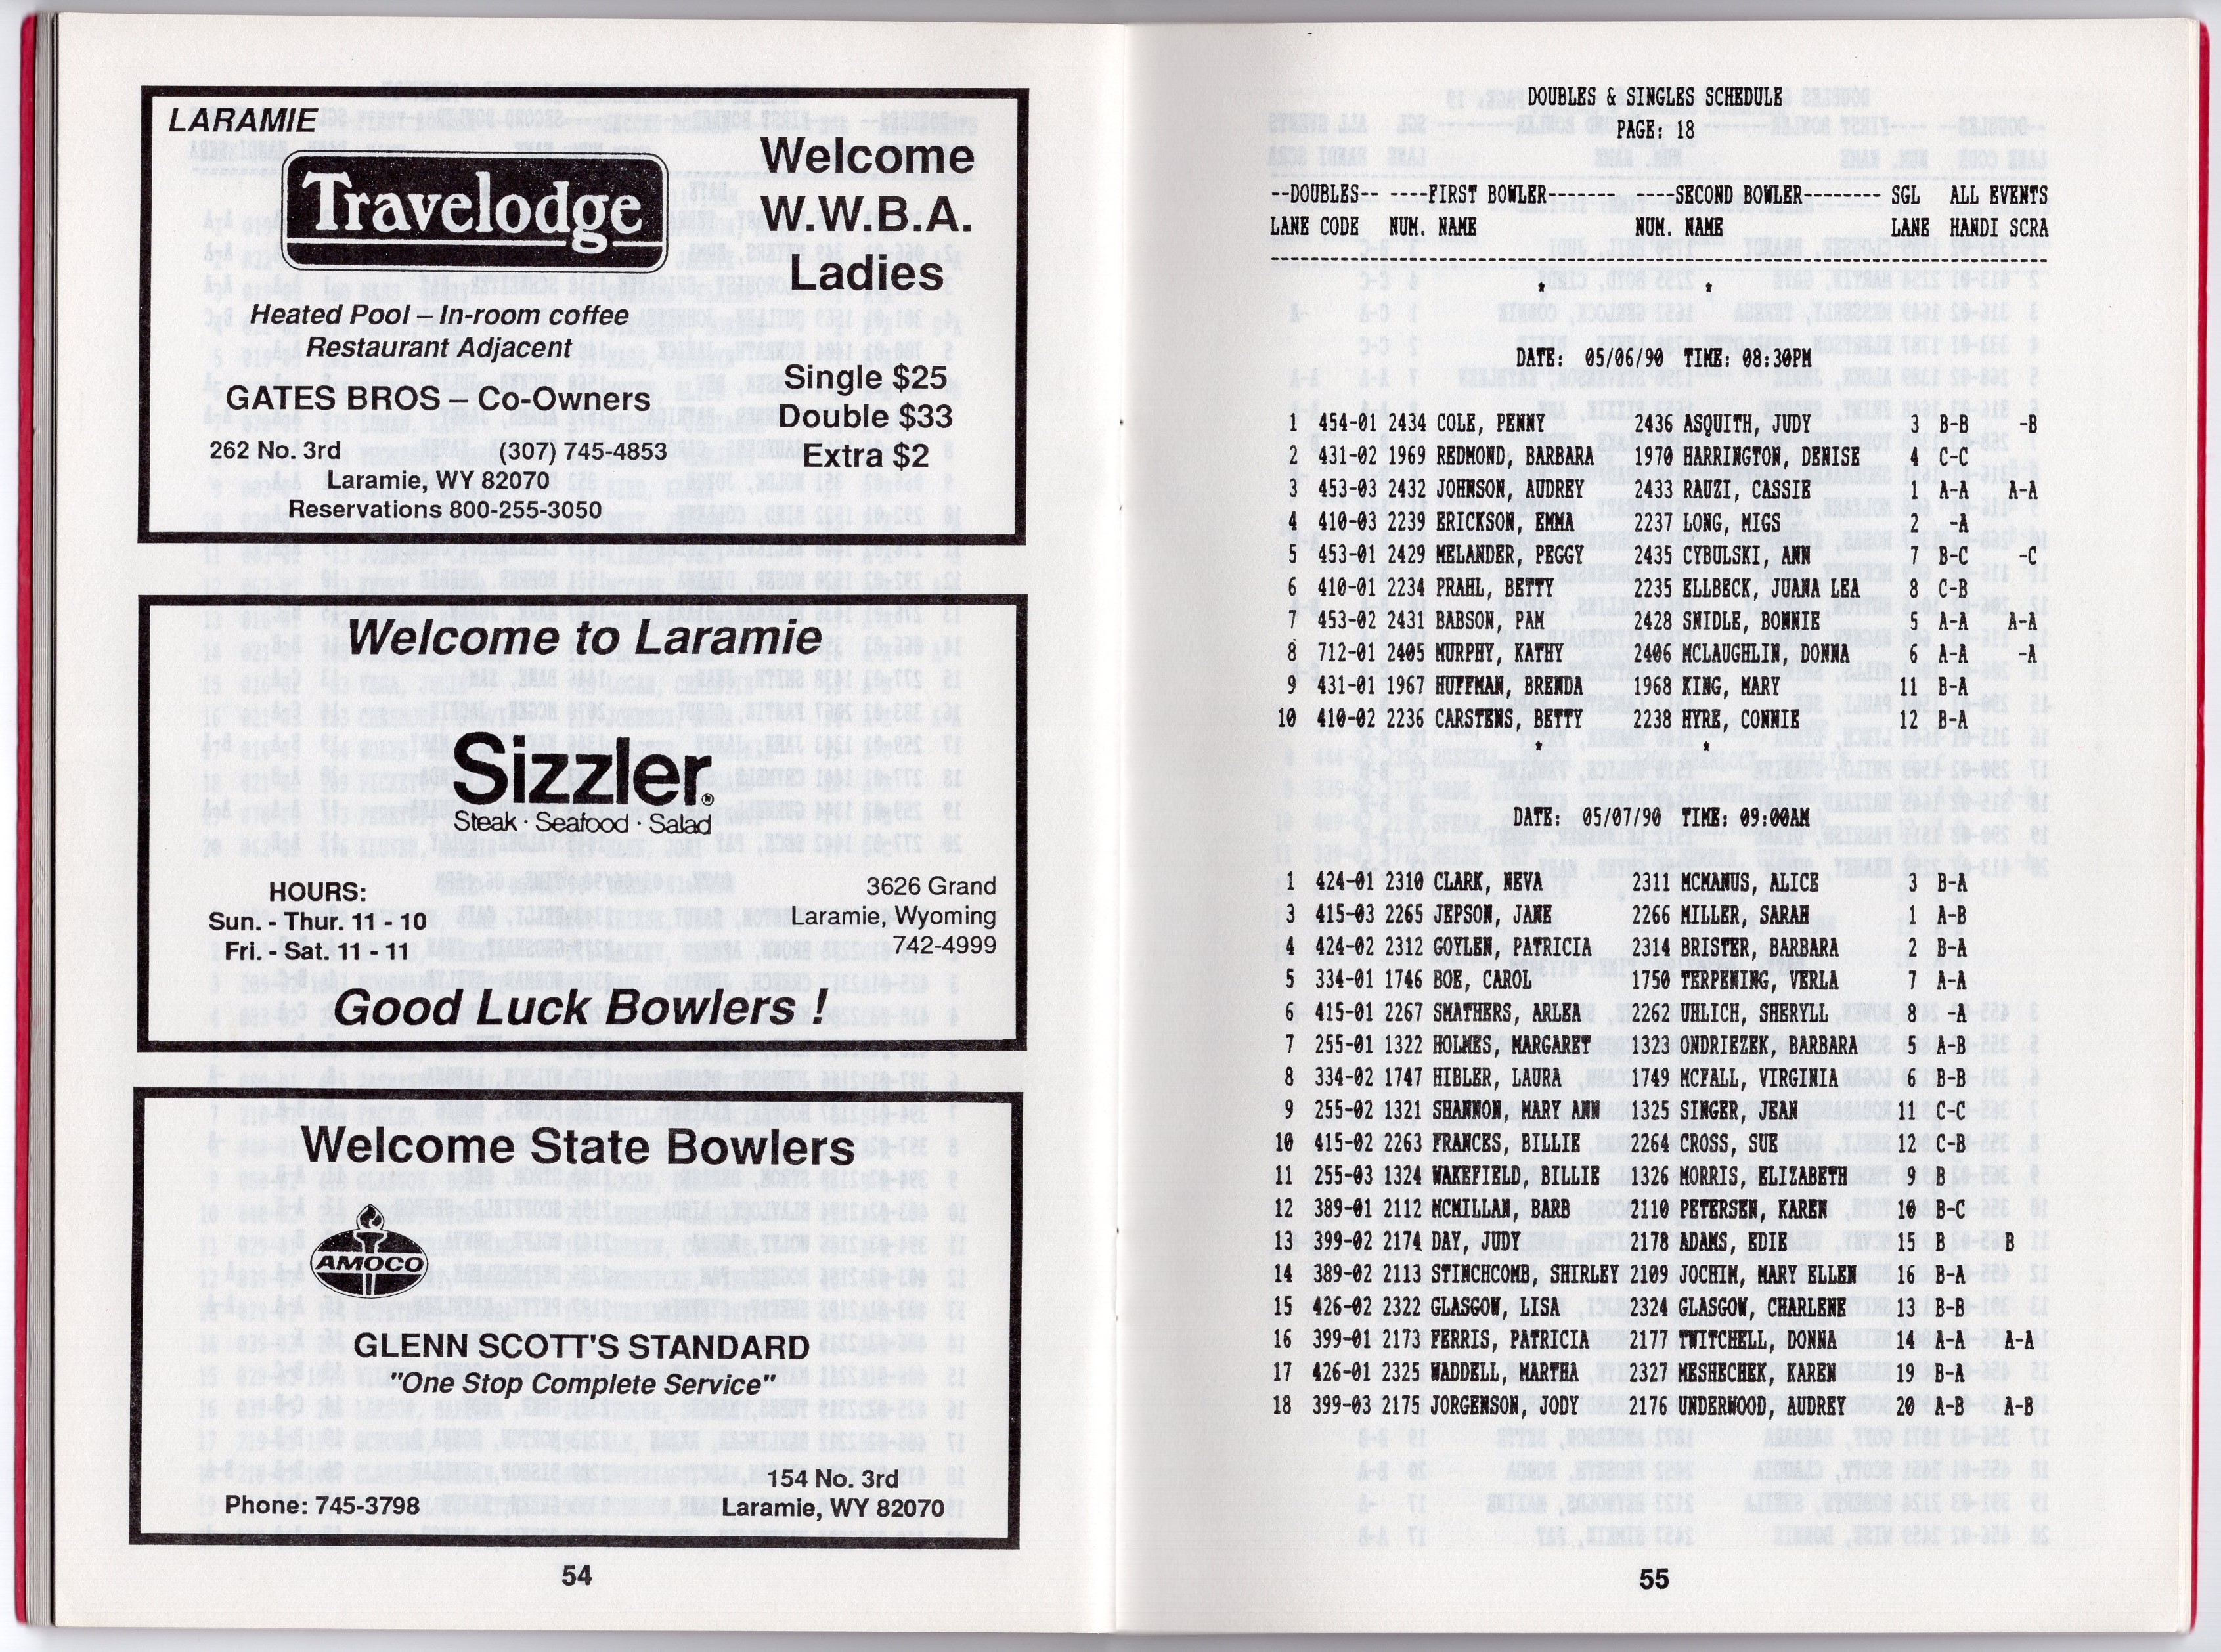 LARAMIE
Travelodge
Welcome
W.W.B.A.
Ladies
Heated Pool – In-room coffee
Restaurant Adjacent
Single $25
GATES BROS – Co-Owners
Double $33
262 No. 3rd (307) 745-4853
Extra $2
Laramie, WY 82070
Reservations 800-255-3050
Welcome to Laramie
Sizzler®
Steak · Seafood · Salad
HOURS:
Sun. - Thur. 11 - 10
Fri. - Sat. 11 - 11
3626 Grand
Laramie, Wyoming
742-4999
Good Luck Bowlers !
Welcome State Bowlers
AMOCO
GLENN SCOTT'S STANDARD
"One Stop Complete Service"
Phone: 745-3798
154 No. 3rd
Laramie, WY 82070
54
DOUBLES & SINGLES SCHEDULE
PAGE: 18
--DOUBLES-- ----FIRST BOWLER------- ----SECOND BOWLER-------- SGL ALL EVENTS
LANE CODE NUM. NAME NUM. NAME LANE HANDI SCRA
* *
DATE: 05/06/90 TIME: 08:30PM
1 454-01 2434 COLE, PENNY 2436 ASQUITH, JUDY 3 B-B -B
2 431-02 1969 REDMOND, BARBARA 1970 HARRINGTON, DENISE 4 C-C
3 453-03 2432 JOHNSON, AUDREY 2433 RAUZI, CASSIE 1 A-A A-A
4 410-03 2239 ERICKSON, EMMA 2237 LONG, MIGS 2 -A
5 453-01 2429 MELANDER, PEGGY 2435 CYBULSKI, ANN 7 B-C -C
6 410-01 2234 PRAHL, BETTY 2235 ELLBECK, JUANA LEA 8 C-B
7 453-02 2431 BABSON, PAM 2428 SNIDLE, BONNIE 5 A-A A-A
8 712-01 2405 MURPHY, KATHY 2406 MCLAUGHLIN, DONNA 6 A-A -A
9 431-01 1967 HUFFMAN, BRENDA 1968 KING, MARY 11 B-A
10 410-02 2236 CARSTENS, BETTY 2238 HYRE, CONNIE 12 B-A
* *
DATE: 05/07/90 TIME: 09:00AM
1 424-01 2310 CLARK, NEVA 2311 MCMANUS, ALICE 3 B-A
3 415-03 2265 JEPSON, JANE 2266 MILLER, SARAH 1 A-B
4 424-02 2312 GOYLEN, PATRICIA 2314 BRISTER, BARBARA 2 B-A
5 334-01 1746 BOE, CAROL 1750 TERPENING, VERLA 7 A-A
6 415-01 2267 SMATHERS, ARLEA 2262 UHLICH, SHERYLL 8 -A
7 255-01 1322 HOLMES, MARGARET 1323 ONDRIEZEK, BARBARA 5 A-B
8 334-02 1747 HIBLER, LAURA 1749 MCFALL, VIRGINIA 6 B-B
9 255-02 1321 SHANNON, MARY ANN 1325 SINGER, JEAN 11 C-C
10 415-02 2263 FRANCES, BILLIE 2264 CROSS, SUE 12 C-B
11 255-03 1324 WAKEFIELD, BILLIE 1326 MORRIS, ELIZABETH 9 B
12 389-01 2112 MCMILLAN, BARB 2110 PETERSEN, KAREN 10 B-C
13 399-02 2174 DAY, JUDY 2178 ADAMS, EDIE 15 B B
14 389-02 2113 STINCHCOMB, SHIRLEY 2109 JOCHIM, MARY ELLEN 16 B-A
15 426-02 2322 GLASGOW, LISA 2324 GLASGOW, CHARLENE 13 B-B
16 399-01 2173 FERRIS, PATRICIA 2177 TWITCHELL, DONNA 14 A-A A-A
17 426-01 2325 WADDELL, MARTHA 2327 MESHECHEK, KAREN 19 B-A
18 399-03 2175 JORGENSON, JODY 2176 UNDERWOOD, AUDREY 20 A-B A-B
55